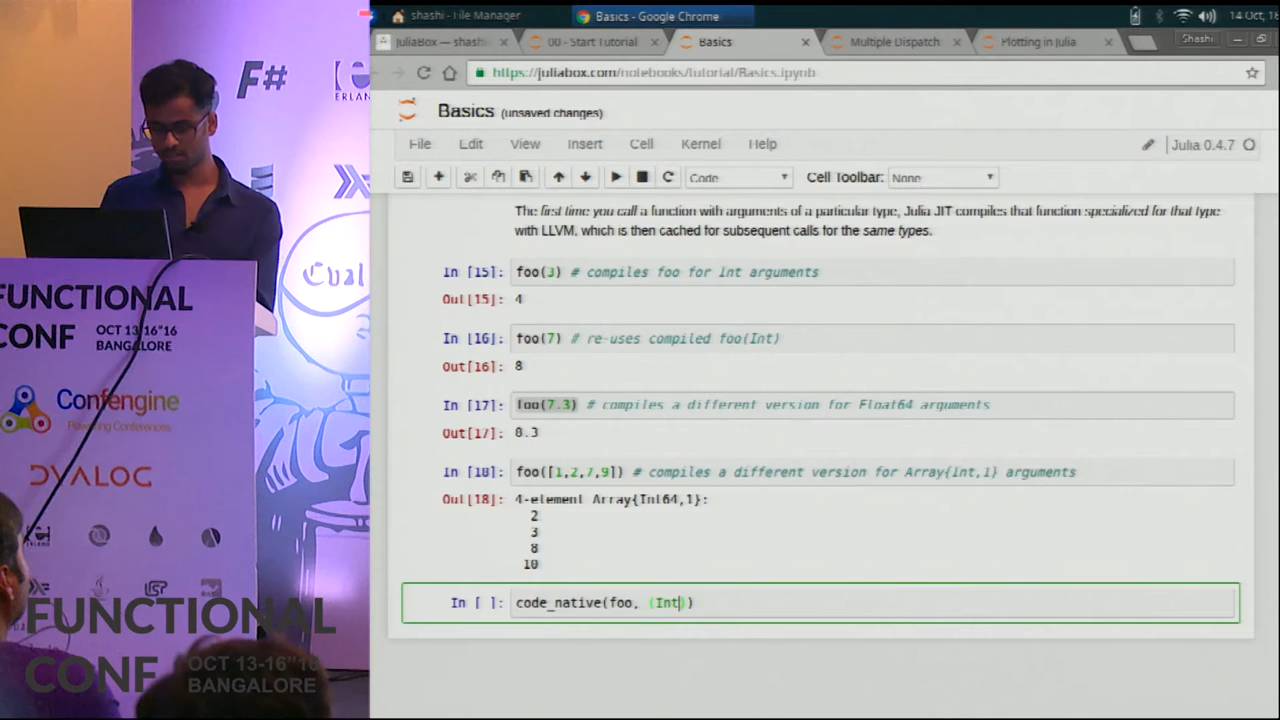 shashi - File Manager
Basics - Google Chrome
14 Oct, 18
JuliaBox — shashi
00 - Start Tutorial
Basics
Multiple Dispatch
Plotting in Julia
Shashi
https://juliabox.com/notebooks/tutorial/Basics.ipynb
Basics (unsaved changes)
File Edit View Insert Cell Kernel Help
Julia 0.4.7
Code
Cell Toolbar: None
The first time you call a function with arguments of a particular type, Julia JIT compiles that function specialized for that type
with LLVM, which is then cached for subsequent calls for the same types.
In [15]: foo(3) # compiles foo for Int arguments
Out[15]: 4
In [16]: foo(7) # re-uses compiled foo(Int)
Out[16]: 8
In [17]: foo(7.3) # compiles a different version for Float64 arguments
Out[17]: 8.3
In [18]: foo([1,2,7,9]) # compiles a different version for Array{Int,1} arguments
Out[18]: 4-element Array{Int64,1}:
2
3
8
10
In [ ]: code_native(foo, (Int))
F#
ERLANG
FUNCTIONAL
CONF
OCT 13-16"16
BANGALORE
Confengine
Powering Conferences
DYALOG
FUNCTIONAL
CONF
OCT 13-16"16
BANGALORE